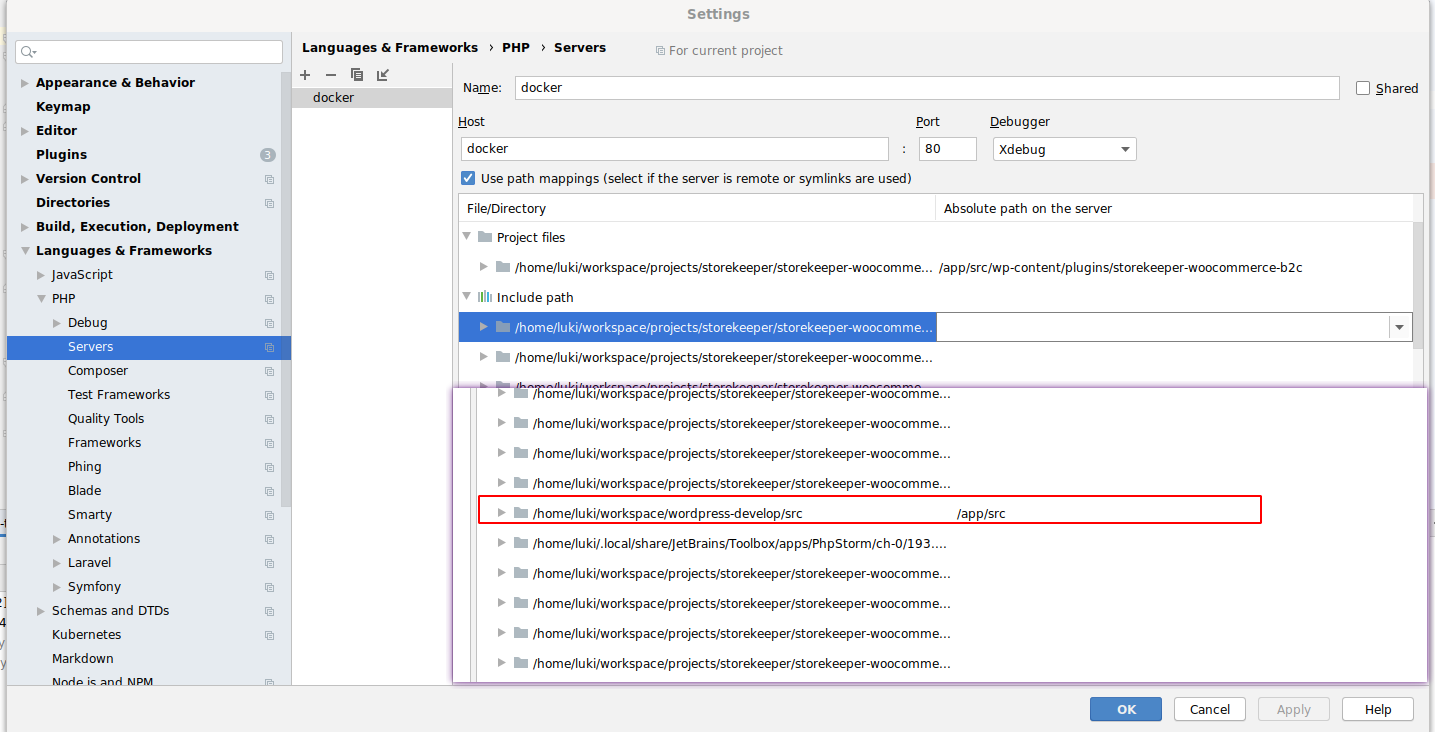 Settings
Languages & Frameworks › PHP › Servers
For current project
Appearance & Behavior
Keymap
Editor
Plugins 3
Version Control
Directories
Build, Execution, Deployment
Languages & Frameworks
JavaScript
PHP
Debug
Servers
Composer
Test Frameworks
Quality Tools
Frameworks
Phing
Blade
Smarty
Annotations
Laravel
Symfony
Schemas and DTDs
Kubernetes
Markdown
Node.js and NPM
docker
Name: docker
Shared
Host Port Debugger
docker : 80 Xdebug
Use path mappings (select if the server is remote or symlinks are used)
File/Directory Absolute path on the server
Project files
/home/luki/workspace/projects/storekeeper/storekeeper-woocomme... /app/src/wp-content/plugins/storekeeper-woocommerce-b2c
Include path
/home/luki/workspace/projects/storekeeper/storekeeper-woocomme...
/home/luki/workspace/projects/storekeeper/storekeeper-woocomme...
/home/luki/workspace/projects/storekeeper/storekeeper-woocomme...
/home/luki/workspace/projects/storekeeper/storekeeper-woocomme...
/home/luki/workspace/projects/storekeeper/storekeeper-woocomme...
/home/luki/workspace/projects/storekeeper/storekeeper-woocomme...
/home/luki/workspace/projects/storekeeper/storekeeper-woocomme...
/home/luki/workspace/wordpress-develop/src /app/src
/home/luki/.local/share/JetBrains/Toolbox/apps/PhpStorm/ch-0/193....
/home/luki/workspace/projects/storekeeper/storekeeper-woocomme...
/home/luki/workspace/projects/storekeeper/storekeeper-woocomme...
/home/luki/workspace/projects/storekeeper/storekeeper-woocomme...
/home/luki/workspace/projects/storekeeper/storekeeper-woocomme...
OK Cancel Apply Help